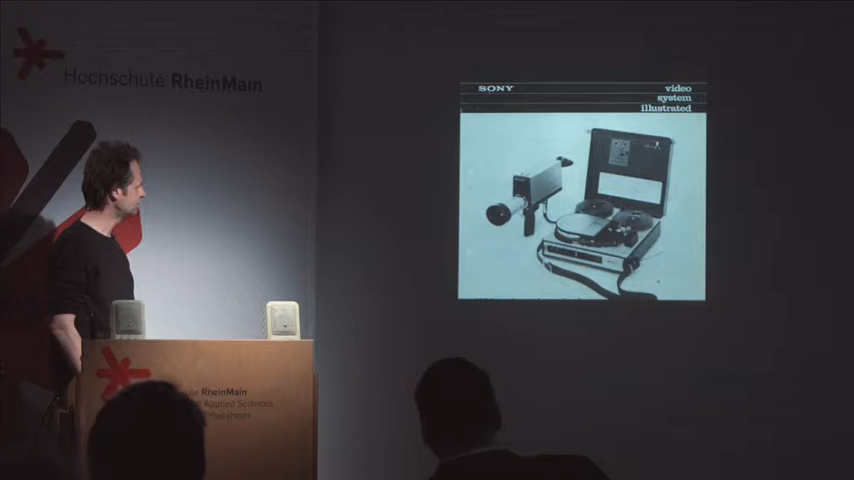 Hochschule RheinMain
SONY
video
system
illustrated
RheinMain
Applied Sciences